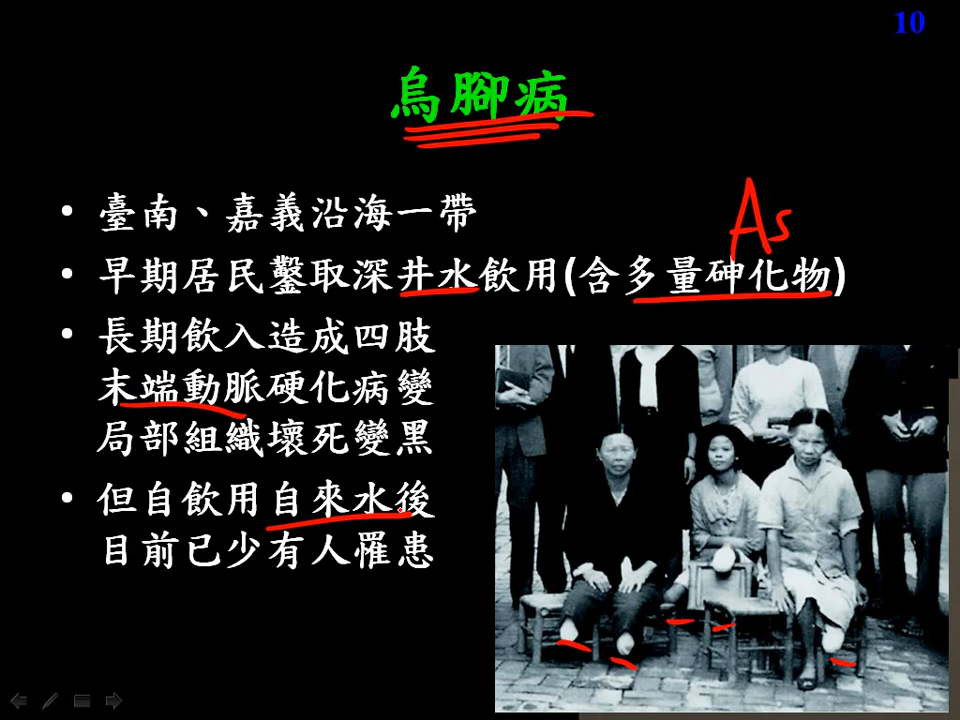 10
烏腳病
• 臺南、嘉義沿海一帶
As
• 早期居民鑿取深井水飲用(含多量砷化物)
• 長期飲入造成四肢
末端動脈硬化病變
局部組織壞死變黑
• 但自飲用自來水後
目前已少有人罹患